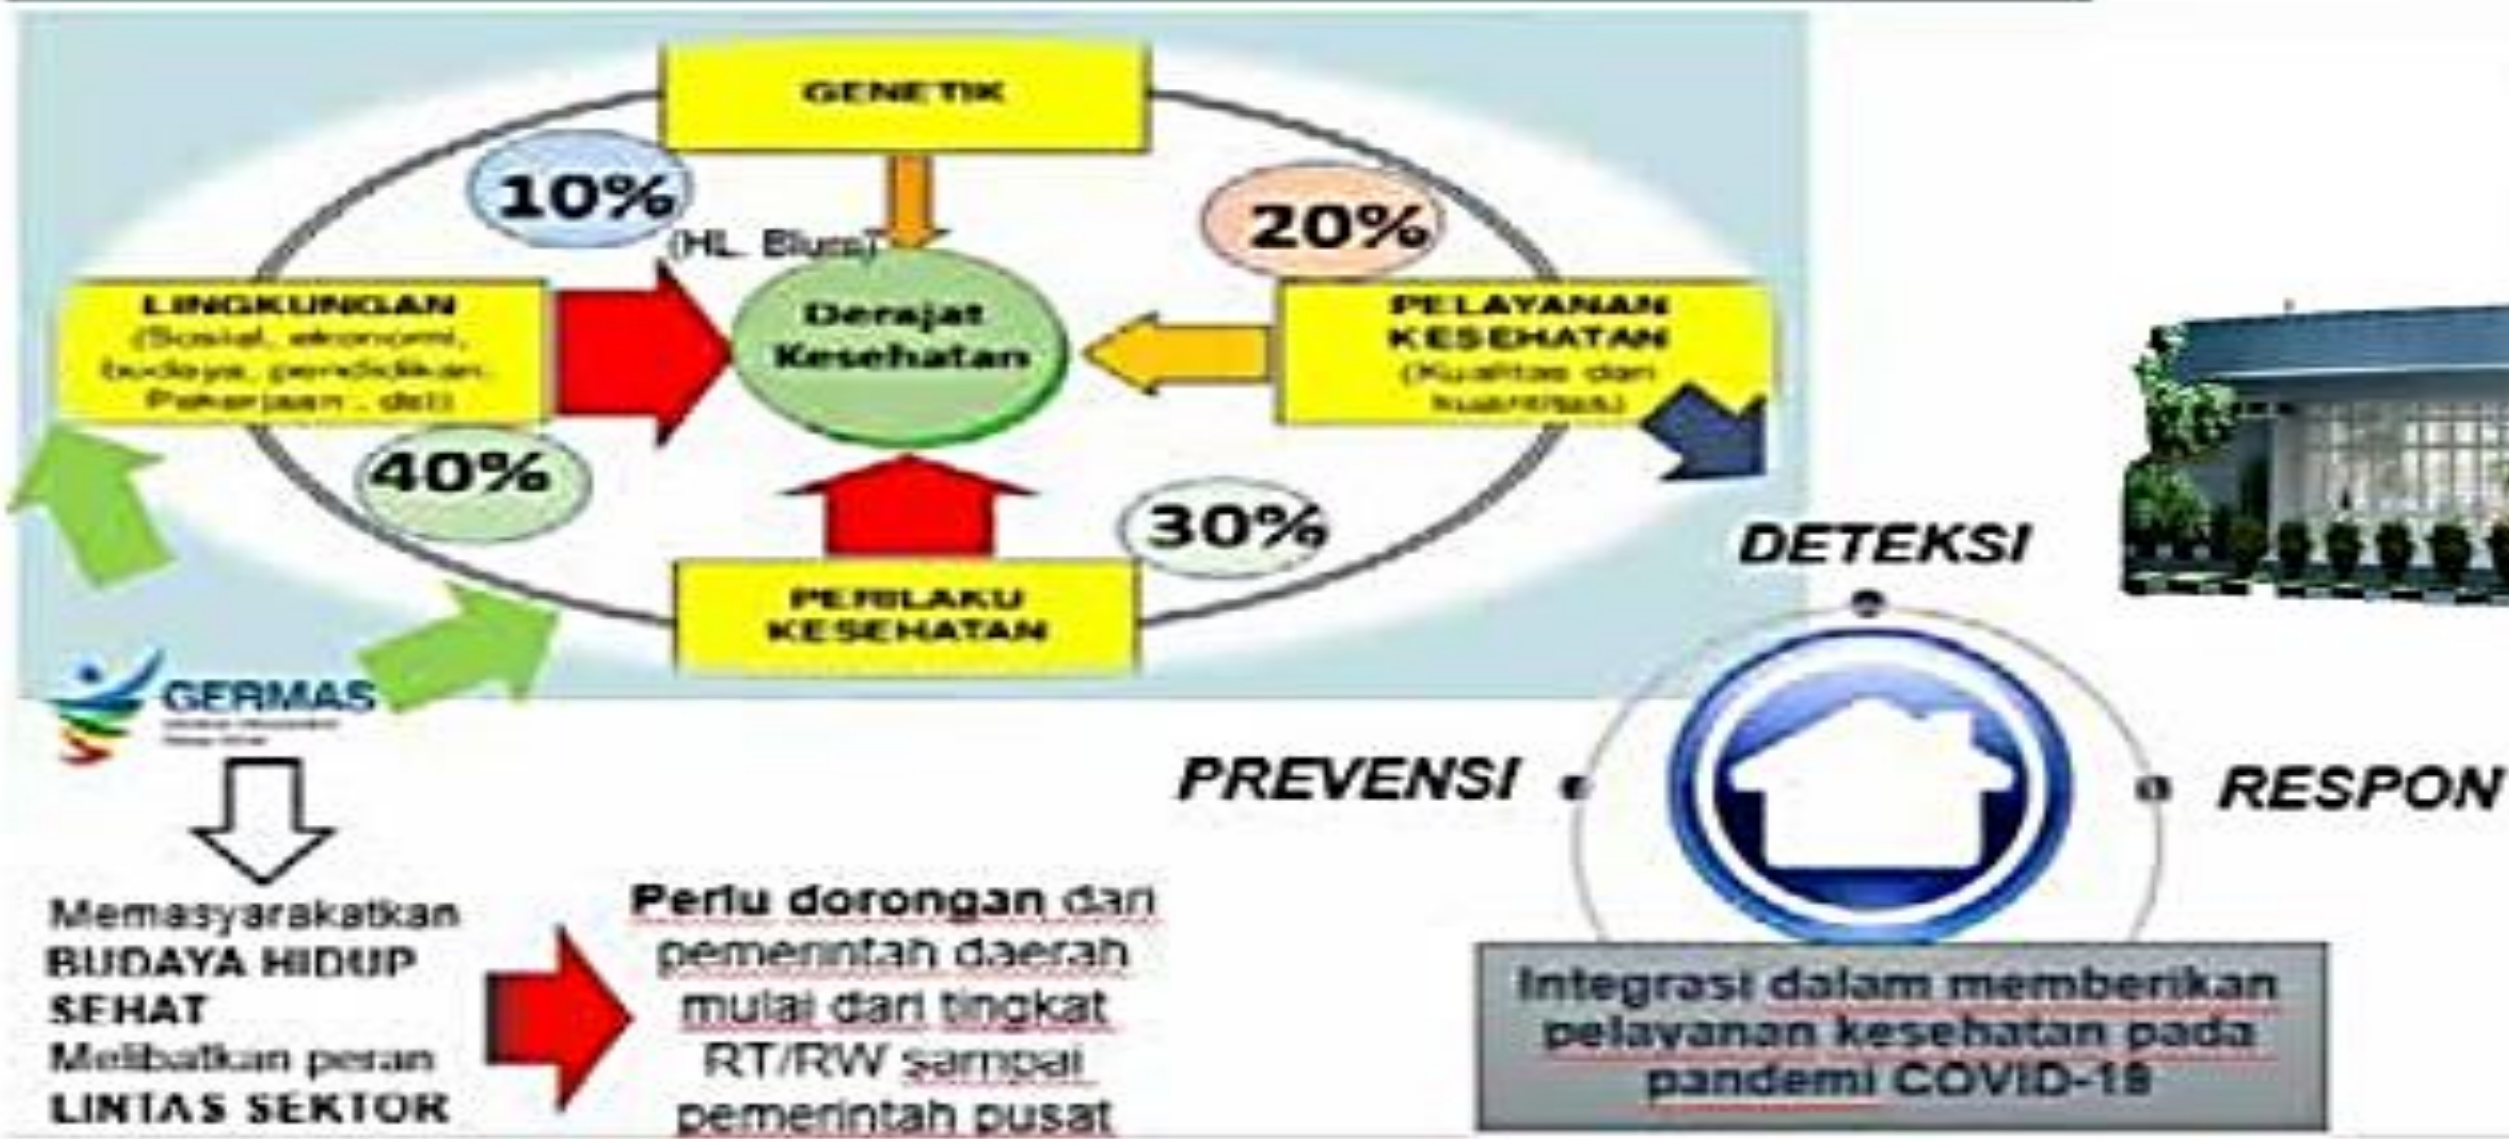 GENETIK
10%
20%
(HL. Blum)
LINGKUNGAN
(Sosial, ekonomi,
budaya, pendidikan,
Pekerjaan, dll)
Derajat
Kesehatan
PELAYANAN
KESEHATAN
(Kualitas dan
kuantitas)
40%
30%
PERILAKU
KESEHATAN
GERMAS
DETEKSI
PREVENSI
RESPON
Memasyarakatkan
BUDAYA HIDUP
SEHAT
Melibatkan peran
LINTAS SEKTOR
Perlu dorongan dari
pemerintah daerah
mulai dari tingkat
RT/RW sampai
pemerintah pusat
Integrasi dalam memberikan
pelayanan kesehatan pada
pandemi COVID-19